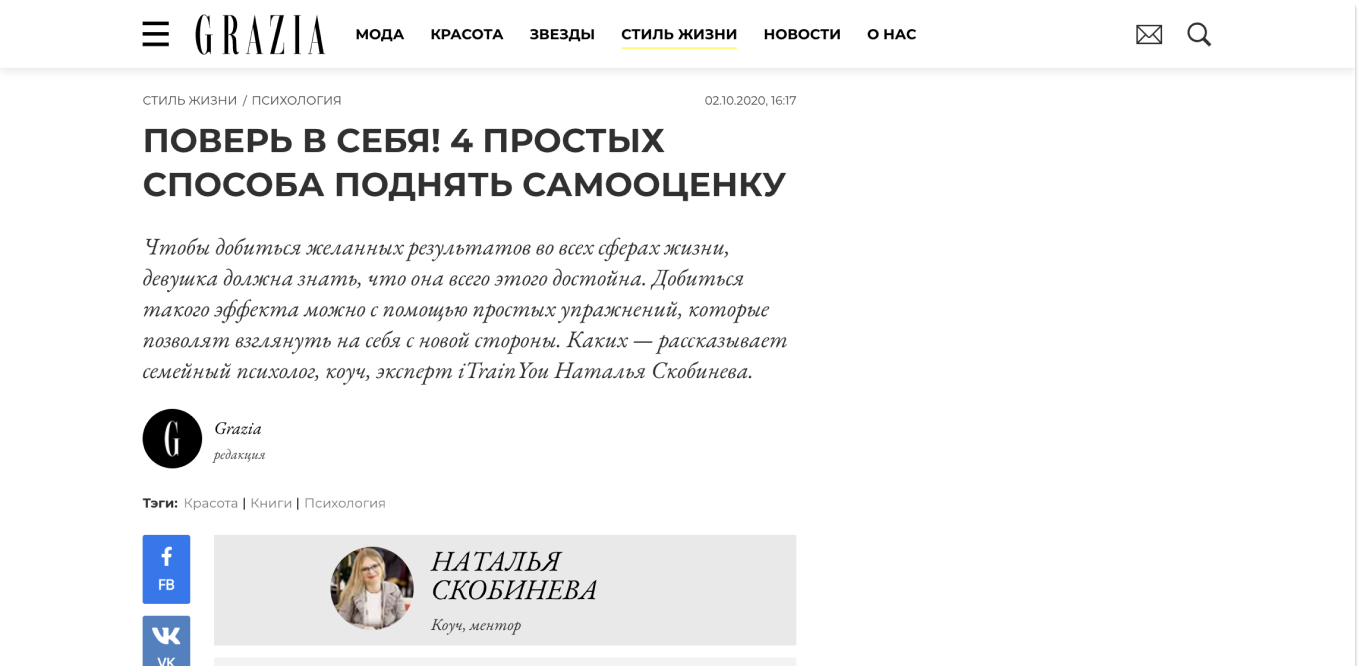 GRAZIA
МОДА КРАСОТА ЗВЕЗДЫ СТИЛЬ ЖИЗНИ НОВОСТИ О НАС
СТИЛЬ ЖИЗНИ / ПСИХОЛОГИЯ
02.10.2020, 16:17
ПОВЕРЬ В СЕБЯ! 4 ПРОСТЫХ
СПОСОБА ПОДНЯТЬ САМООЦЕНКУ
Чтобы добиться желанных результатов во всех сферах жизни,
девушка должна знать, что она всего этого достойна. Добиться
такого эффекта можно с помощью простых упражнений, которые
позволят взглянуть на себя с новой стороны. Каких — рассказывает
семейный психолог, коуч, эксперт iTrainYou Наталья Скобинева.
G
Grazia
редакция
Тэги: Красота | Книги | Психология
f
FB
VK
VK
НАТАЛЬЯ
СКОБИНЕВА
Коуч, ментор